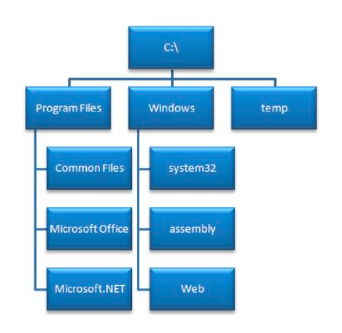 C:\
Program Files
Windows
temp
Common Files
system32
Microsoft Office
assembly
Microsoft.NET
Web